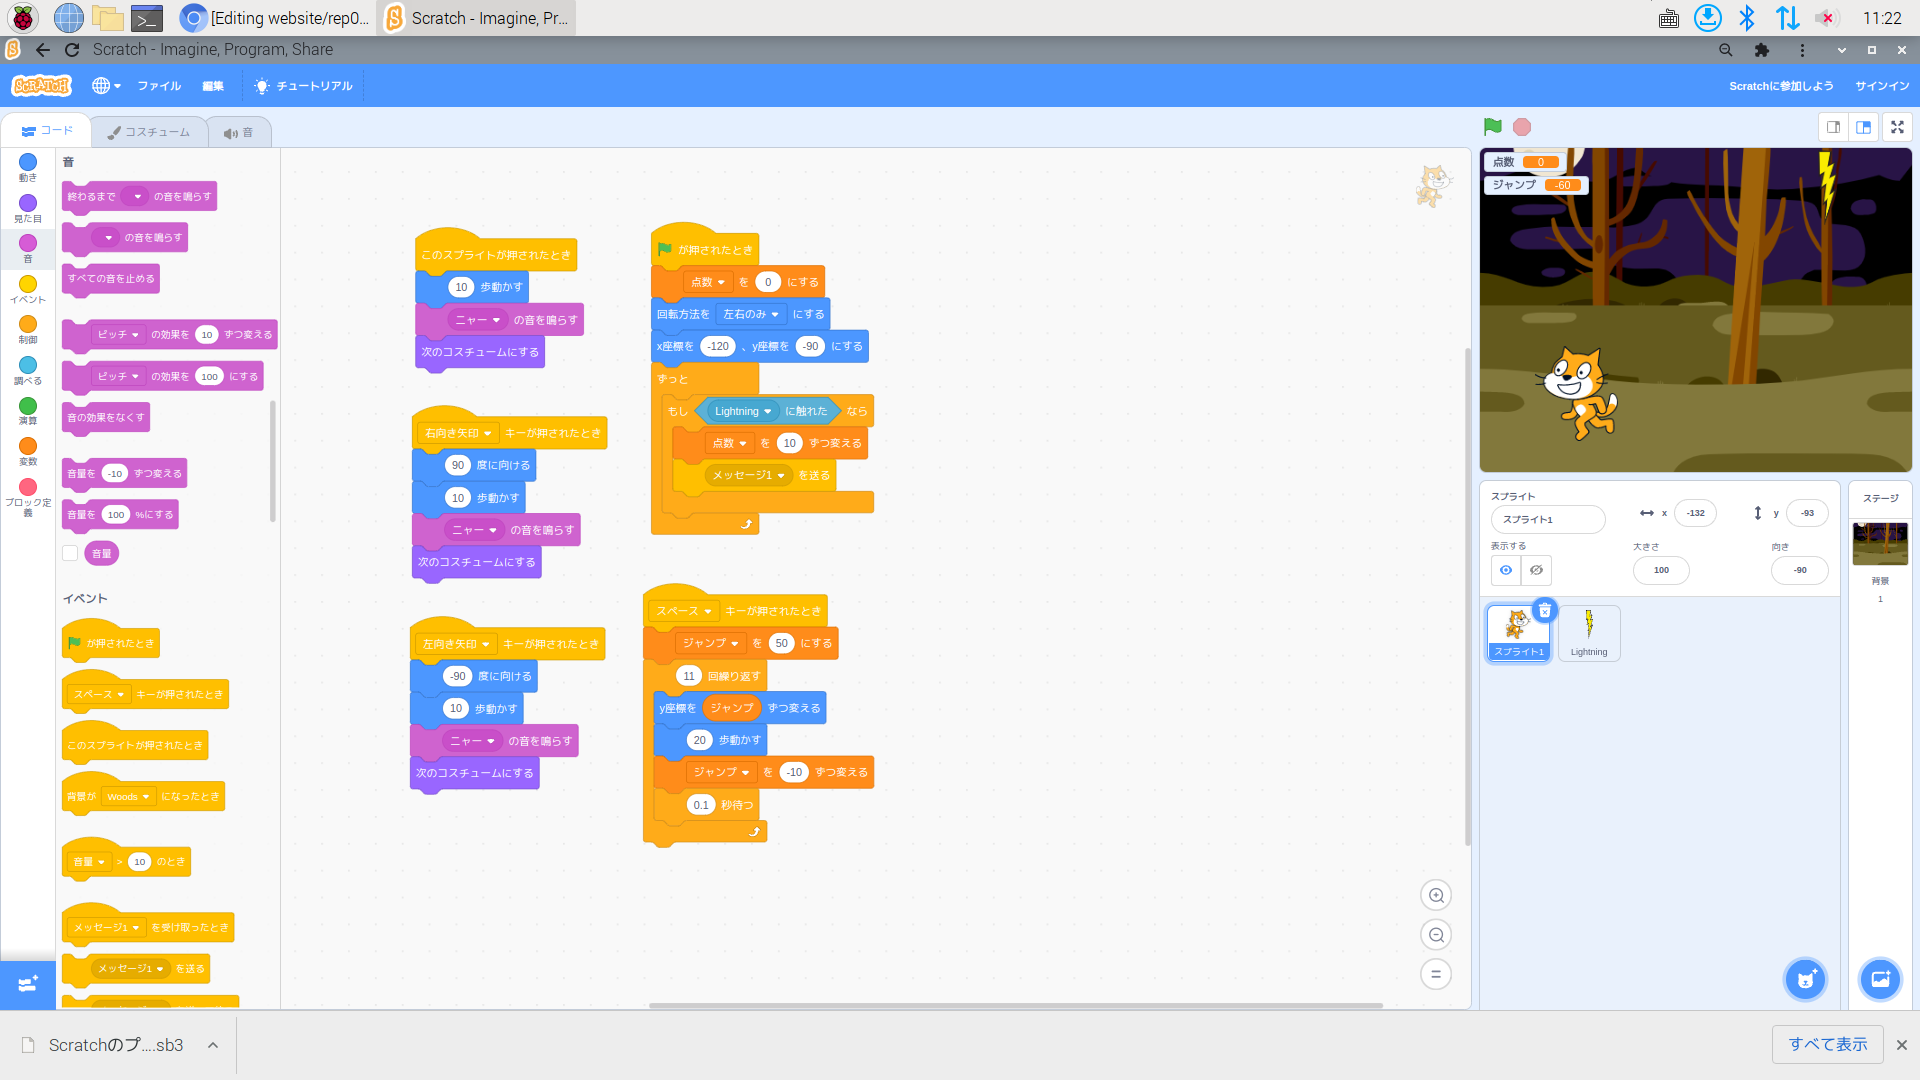 [Editing website/rep0...
Scratch - Imagine, Pr...
11:22
Scratch - Imagine, Program, Share
SCRATCH
ファイル
編集
チュートリアル
Scratchに参加しよう
サインイン
コード
コスチューム
音
動き
見た目
音
イベント
制御
調べる
演算
変数
ブロック定義
音
終わるまで の音を鳴らす
の音を鳴らす
すべての音を止める
ピッチ の効果を 10 ずつ変える
ピッチ の効果を 100 にする
音の効果をなくす
音量を -10 ずつ変える
音量を 100 %にする
音量
イベント
が押されたとき
スペース キーが押されたとき
このスプライトが押されたとき
背景が Woods になったとき
音量 > 10 のとき
メッセージ1 を受け取ったとき
メッセージ1 を送る
このスプライトが押されたとき
10 歩動かす
ニャー の音を鳴らす
次のコスチュームにする
右向き矢印 キーが押されたとき
90 度に向ける
10 歩動かす
ニャー の音を鳴らす
次のコスチュームにする
左向き矢印 キーが押されたとき
-90 度に向ける
10 歩動かす
ニャー の音を鳴らす
次のコスチュームにする
が押されたとき
点数 を 0 にする
回転方法を 左右のみ にする
x座標を -120 、y座標を -90 にする
ずっと
もし Lightning に触れた なら
点数 を 10 ずつ変える
メッセージ1 を送る
スペース キーが押されたとき
ジャンプ を 50 にする
11 回繰り返す
y座標を ジャンプ ずつ変える
20 歩動かす
ジャンプ を -10 ずつ変える
0.1 秒待つ
点数 0
ジャンプ -60
スプライト
スプライト1
x -132
y -93
表示する
大きさ
100
向き
-90
スプライト1
Lightning
ステージ
背景
1
Scratchのプ....sb3
すべて表示